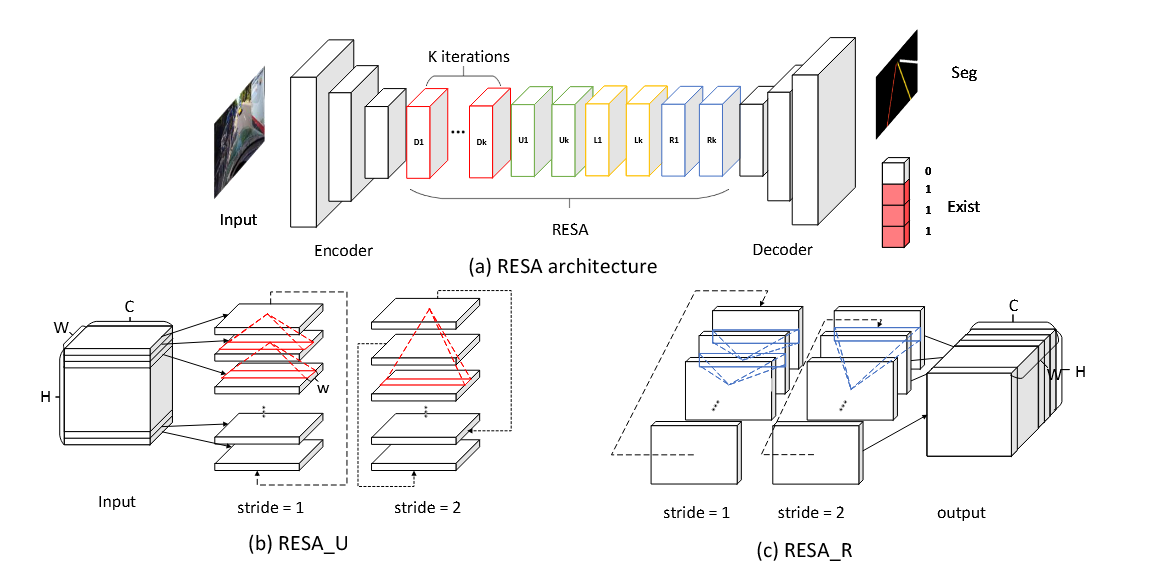 K iterations
Seg
D1
...
Dk
U1
Uk
L1
Lk
R1
Rk
0
1
1
1
Exist
Input
RESA
Encoder
Decoder
(a) RESA architecture
C
W
H
w
C
W
H
Input
stride = 1
stride = 2
stride = 1
stride = 2
output
(b) RESA_U
(c) RESA_R